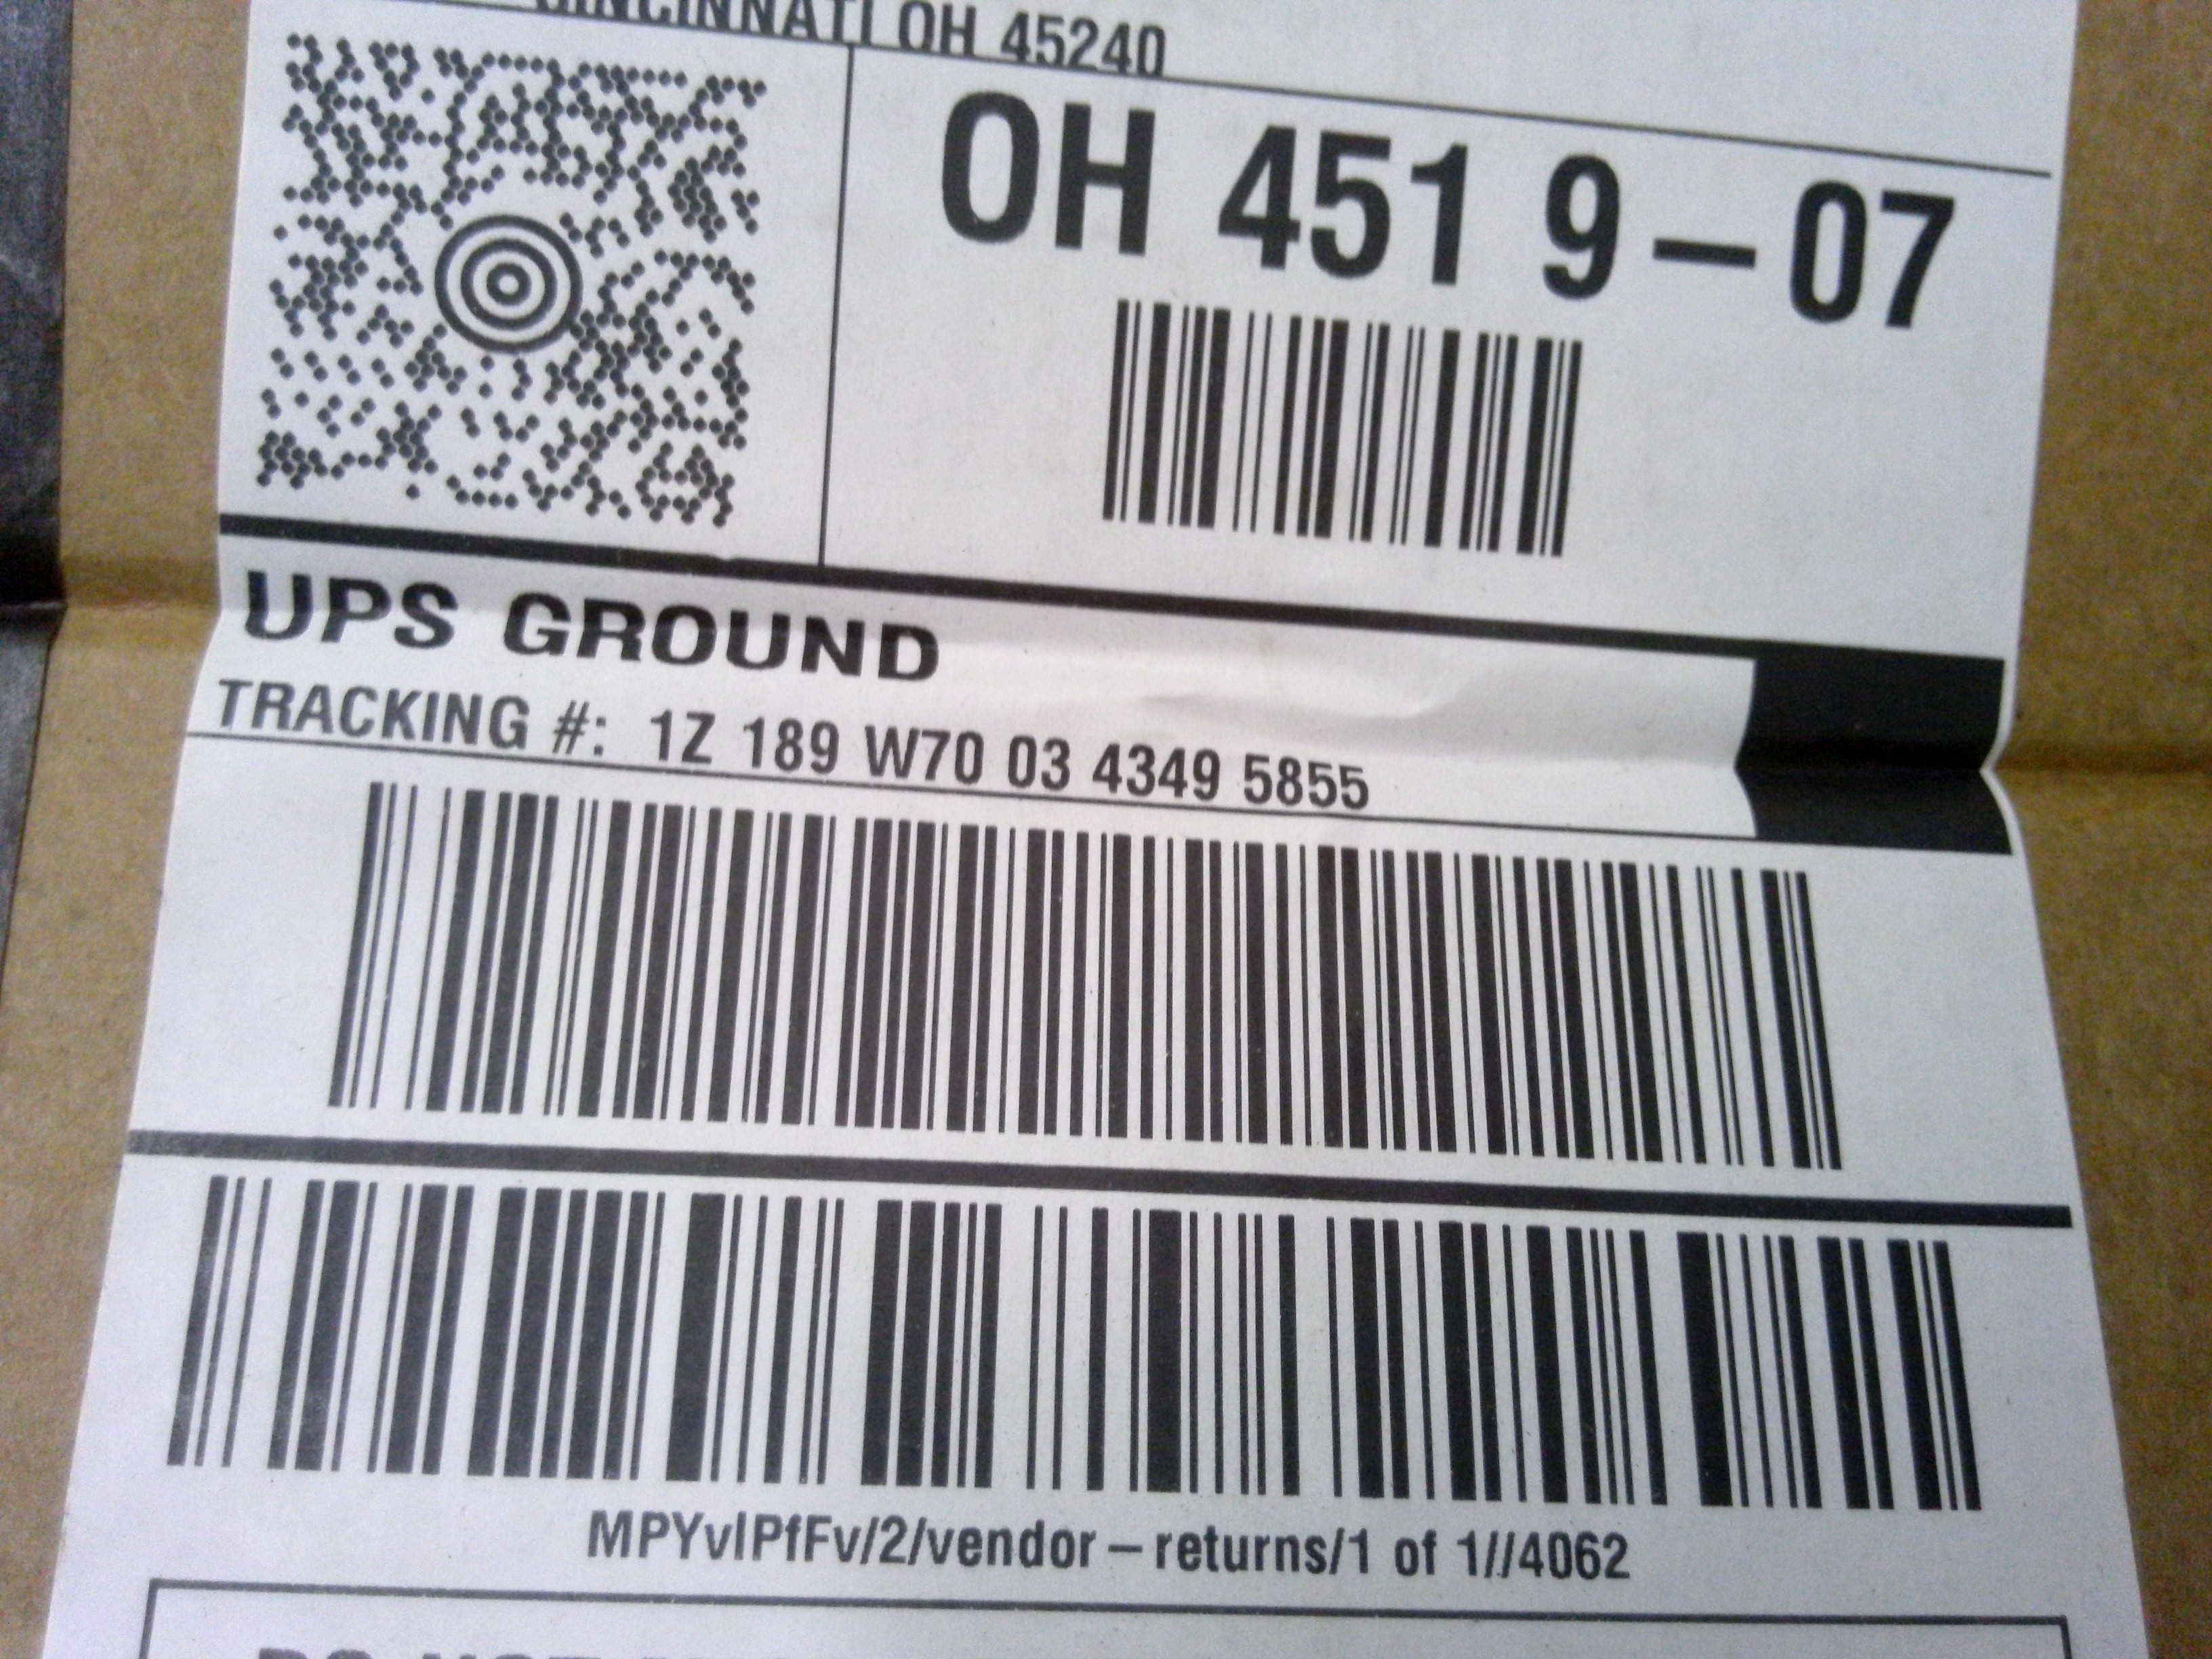 CINCINNATI OH 45240
OH 451 9-07
UPS GROUND
TRACKING #: 1Z 189 W70 03 4349 5855
MPYvIPfFv/2/vendor-returns/1 of 1//4062